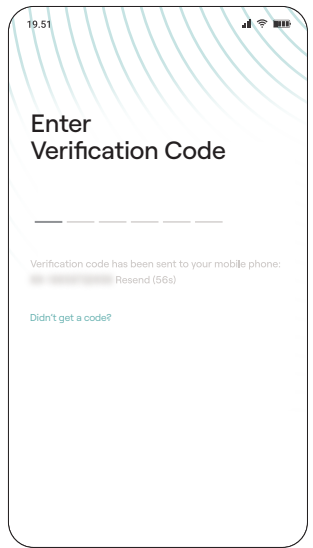 19.51
Enter
Verification Code
Verification code has been sent to your mobile phone:
Resend (56s)
Didn't get a code?